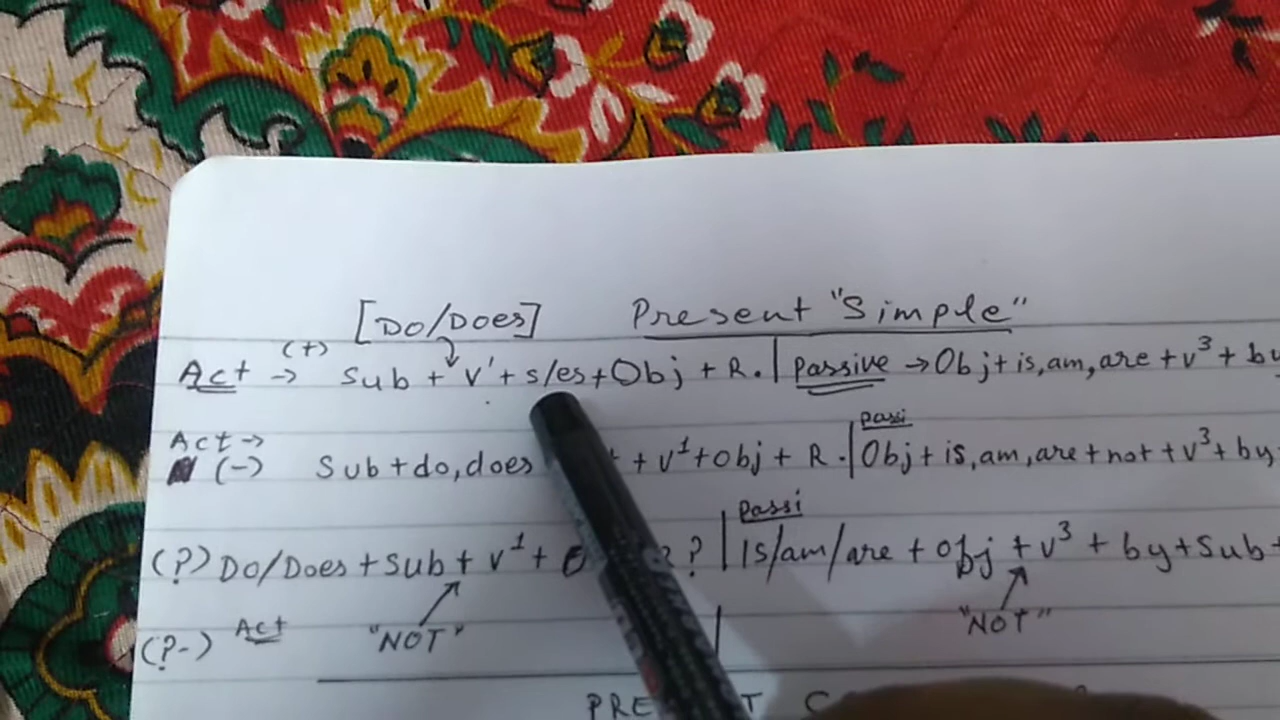 [DO/DOES] Present "Simple"
Act (+) → Sub + V¹ + s/es + Obj + R. | Passive → Obj + is, am, are + v³ + by
Act →
(-) Sub + do, does + v¹ + obj + R. | passi Obj + is, am, are + not + v³ + by
(?) Do/Does + Sub + v¹ + ? | passi Is/am/are + obj + v³ + by + Sub +
(?-) Act "NOT" "NOT"